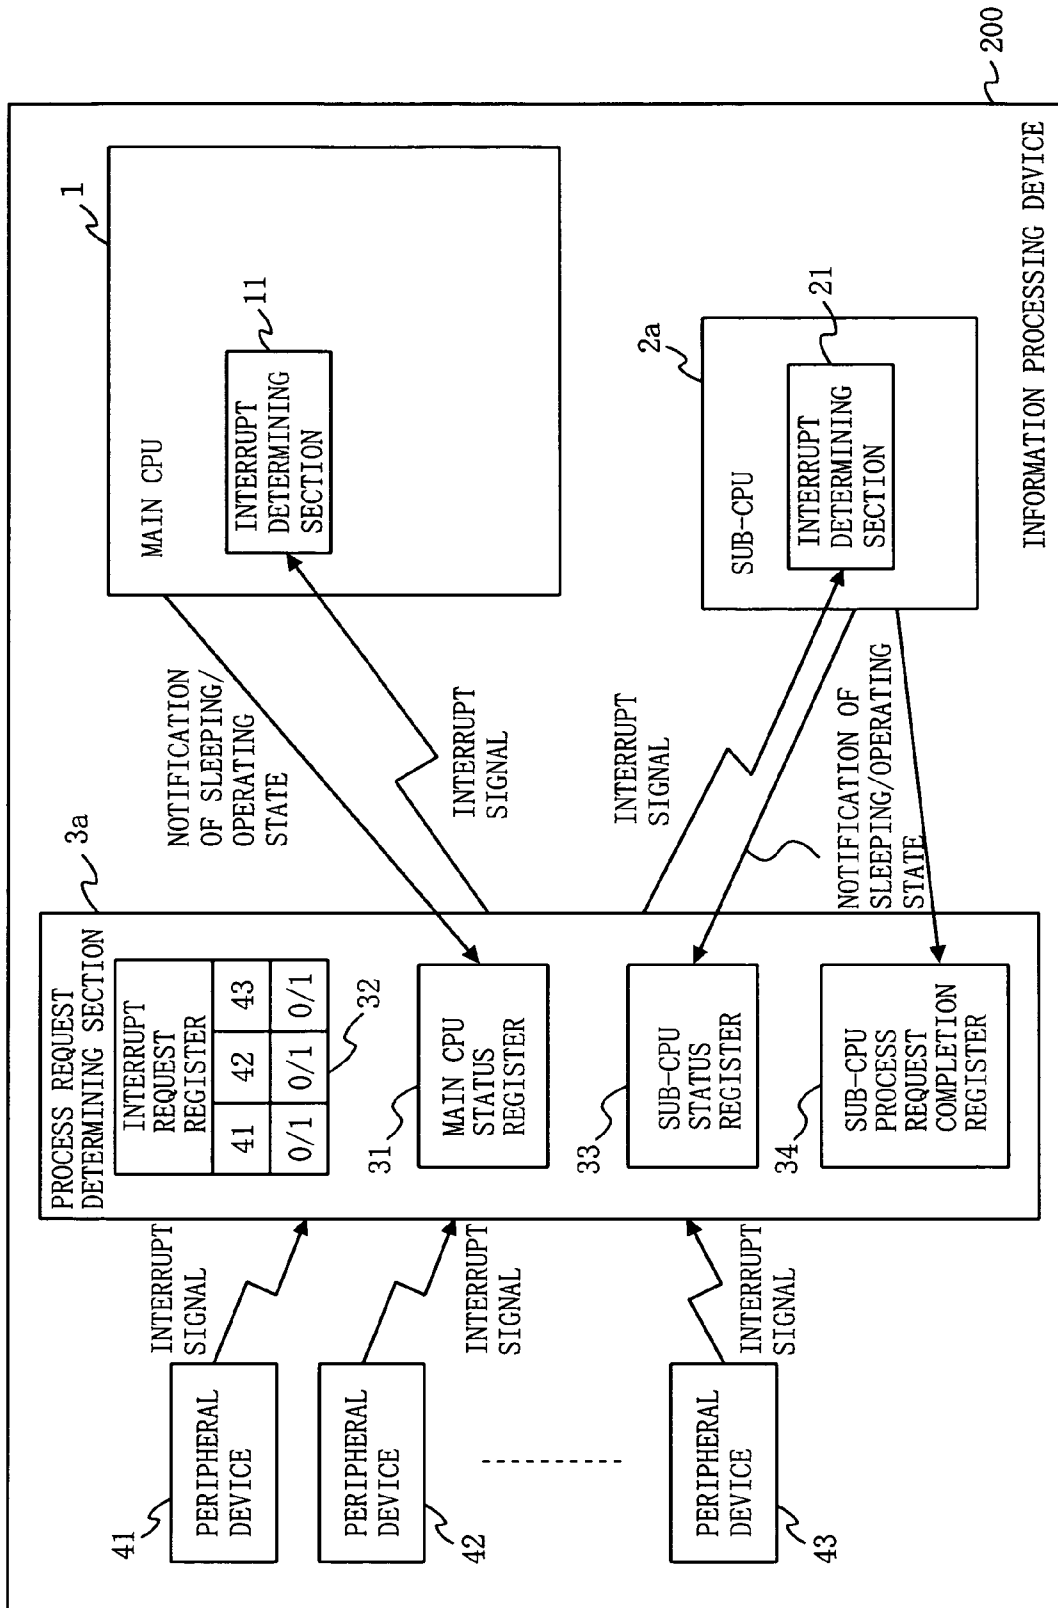 200
INFORMATION PROCESSING DEVICE
3a
PROCESS REQUEST
DETERMINING SECTION
INTERRUPT
REQUEST
REGISTER
41 42 43
0/1 0/1 0/1
32
31
MAIN CPU
STATUS
REGISTER
33
SUB-CPU
STATUS
REGISTER
34
SUB-CPU
PROCESS
REQUEST
COMPLETION
REGISTER
41
PERIPHERAL
DEVICE
INTERRUPT
SIGNAL
42
PERIPHERAL
DEVICE
INTERRUPT
SIGNAL
43
PERIPHERAL
DEVICE
INTERRUPT
SIGNAL
NOTIFICATION
OF SLEEPING/
OPERATING
STATE
INTERRUPT
SIGNAL
INTERRUPT
SIGNAL
NOTIFICATION OF
SLEEPING/OPERATING
STATE
1
MAIN CPU
11
INTERRUPT
DETERMINING
SECTION
2a
SUB-CPU
21
INTERRUPT
DETERMINING
SECTION